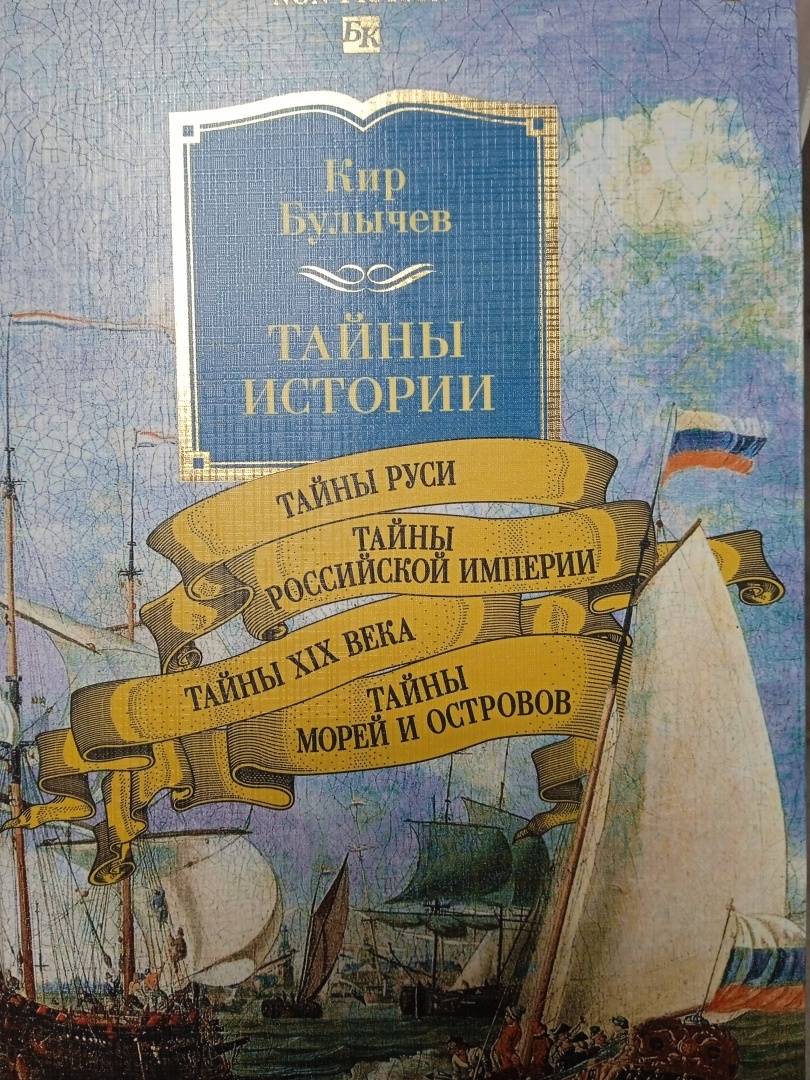 БК
Кир
Булычев
ТАЙНЫ
ИСТОРИИ
ТАЙНЫ РУСИ
ТАЙНЫ
РОССИЙСКОЙ ИМПЕРИИ
ТАЙНЫ XIX ВЕКА
ТАЙНЫ
МОРЕЙ И ОСТРОВОВ